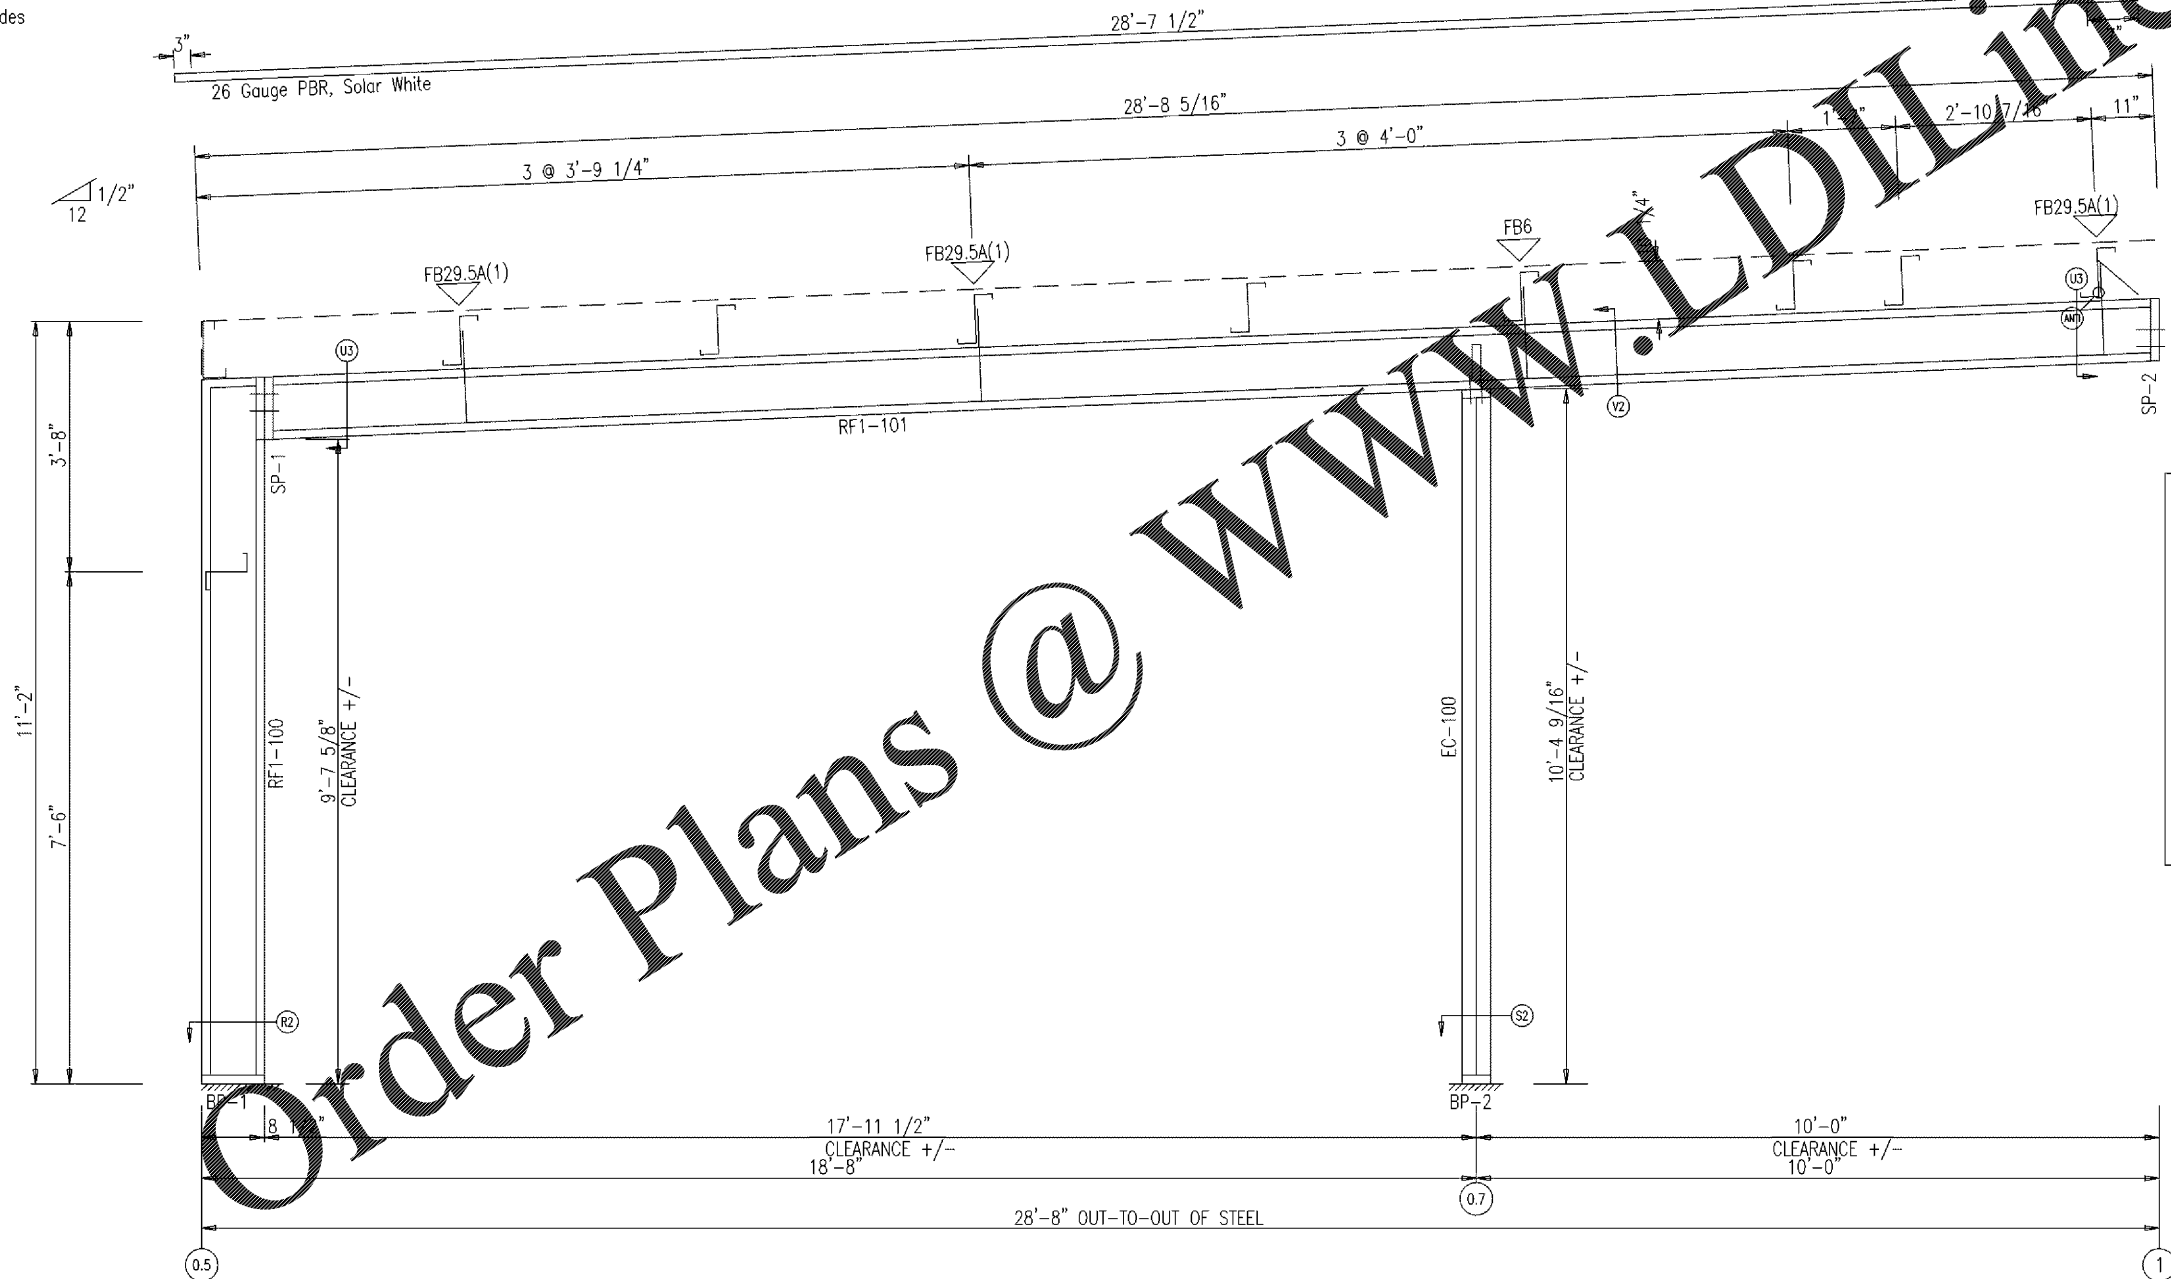 des
28'-7 1/2"
3"
26 Gauge PBR, Solar White
28'-8 5/16"
2'-10 7/16"
11"
3 @ 4'-0"
3 @ 3'-9 1/4"
1/2"
12
FB29.5A(1)
FB6
FB29.5A(1)
FB29.5A(1)
U3
ANTI
U3
V2
SP-2
RF1-101
SP-1
3'-8"
11'-2"
7'-6"
RF1-100
9'-7 5/8"
CLEARANCE +/-
EC-100
10'-4 9/16"
CLEARANCE +/-
R2
S2
BP-1
BP-2
17'-11 1/2"
CLEARANCE +/-
10'-0"
CLEARANCE +/-
18'-8"
10'-0"
0.7
28'-8" OUT-TO-OUT OF STEEL
0.5
1
Order Plans @ www.LDILine